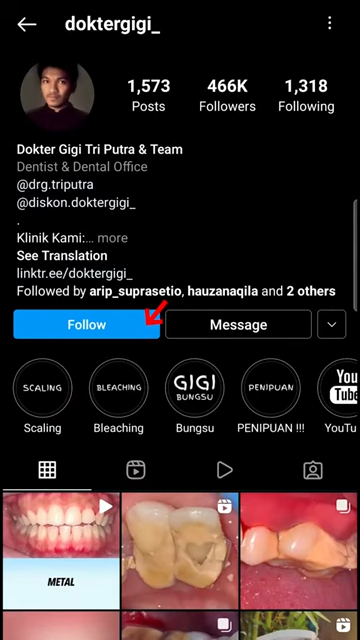 doktergigi_
1,573
Posts
466K
Followers
1,318
Following
Dokter Gigi Tri Putra & Team
Dentist & Dental Office
@drg.triputra
@diskon.doktergigi_
.
Klinik Kami:... more
See Translation
linktr.ee/doktergigi_
Followed by arip_suprasetio, hauzanaqila and 2 others
Follow
Message
SCALING
BLEACHING
GIGI
BUNGSU
PENIPUAN
You
Tube
Scaling
Bleaching
Bungsu
PENIPUAN !!!
YouTu
METAL